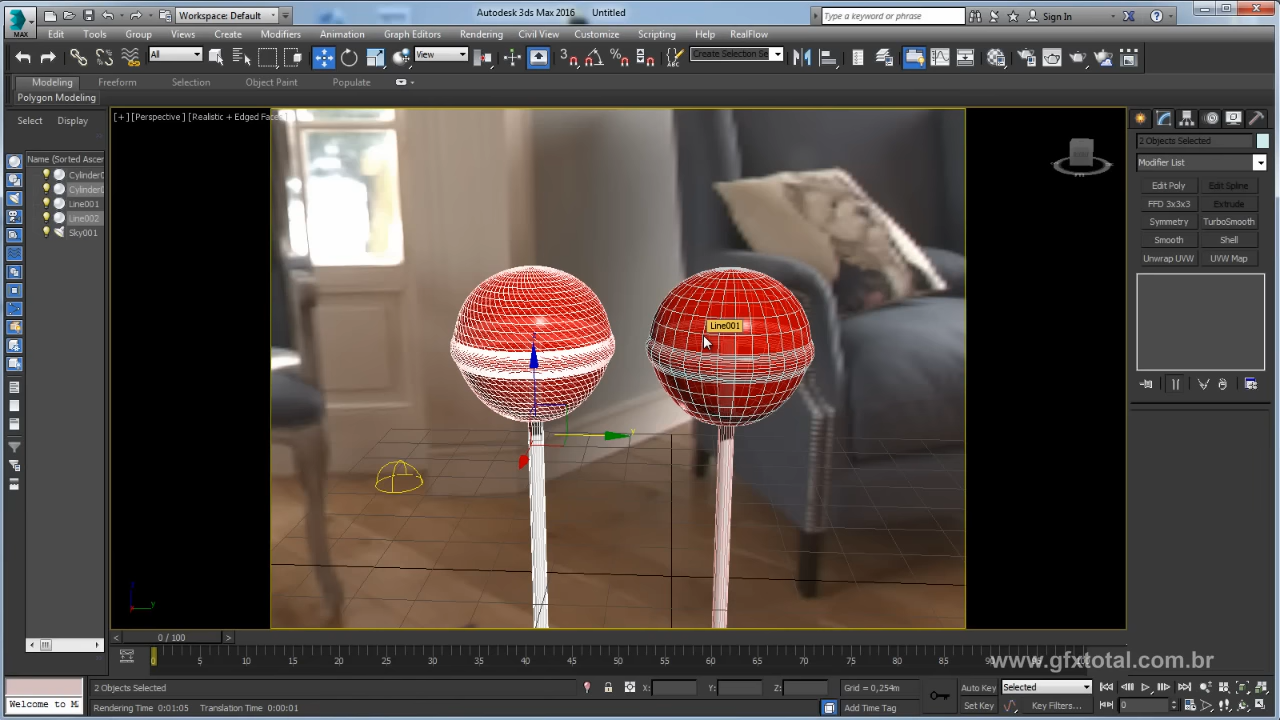 Workspace: Default
Autodesk 3ds Max 2016
Untitled
Type a keyword or phrase
Sign In
MAX
Edit
Tools
Group
Views
Create
Modifiers
Animation
Graph Editors
Rendering
Civil View
Customize
Scripting
Help
RealFlow
All
View
Create Selection Se
Modeling
Freeform
Selection
Object Paint
Populate
Polygon Modeling
Select
Display
[+] [Perspective] [Realistic + Edged Faces]
2 Objects Selected
Name (Sorted Ascen
Modifier List
Cylinder0
Cylinder0
Line001
Line002
Sky001
Edit Poly
Edit Spline
FFD 3x3x3
Extrude
Symmetry
TurboSmooth
Smooth
Shell
Unwrap UVW
UVW Map
Line001
0 / 100
0
5
10
15
20
25
30
35
40
45
50
55
60
65
70
75
80
85
90
www.gfxtotal.com.br
2 Objects Selected
X:
Y:
Z:
Grid = 0,254m
Auto Key
Selected
Welcome to M
Rendering Time 0:01:05
Translation Time 0:00:01
Add Time Tag
Set Key
Key Filters...
0